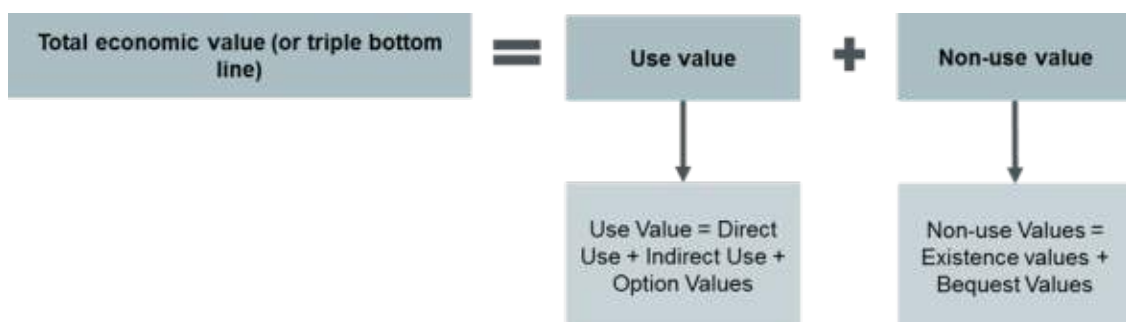 Total economic value (or triple bottom
line)
=
Use value
+
Non-use value
Use Value = Direct
Use + Indirect Use +
Option Values
Non-use Values =
Existence values +
Bequest Values